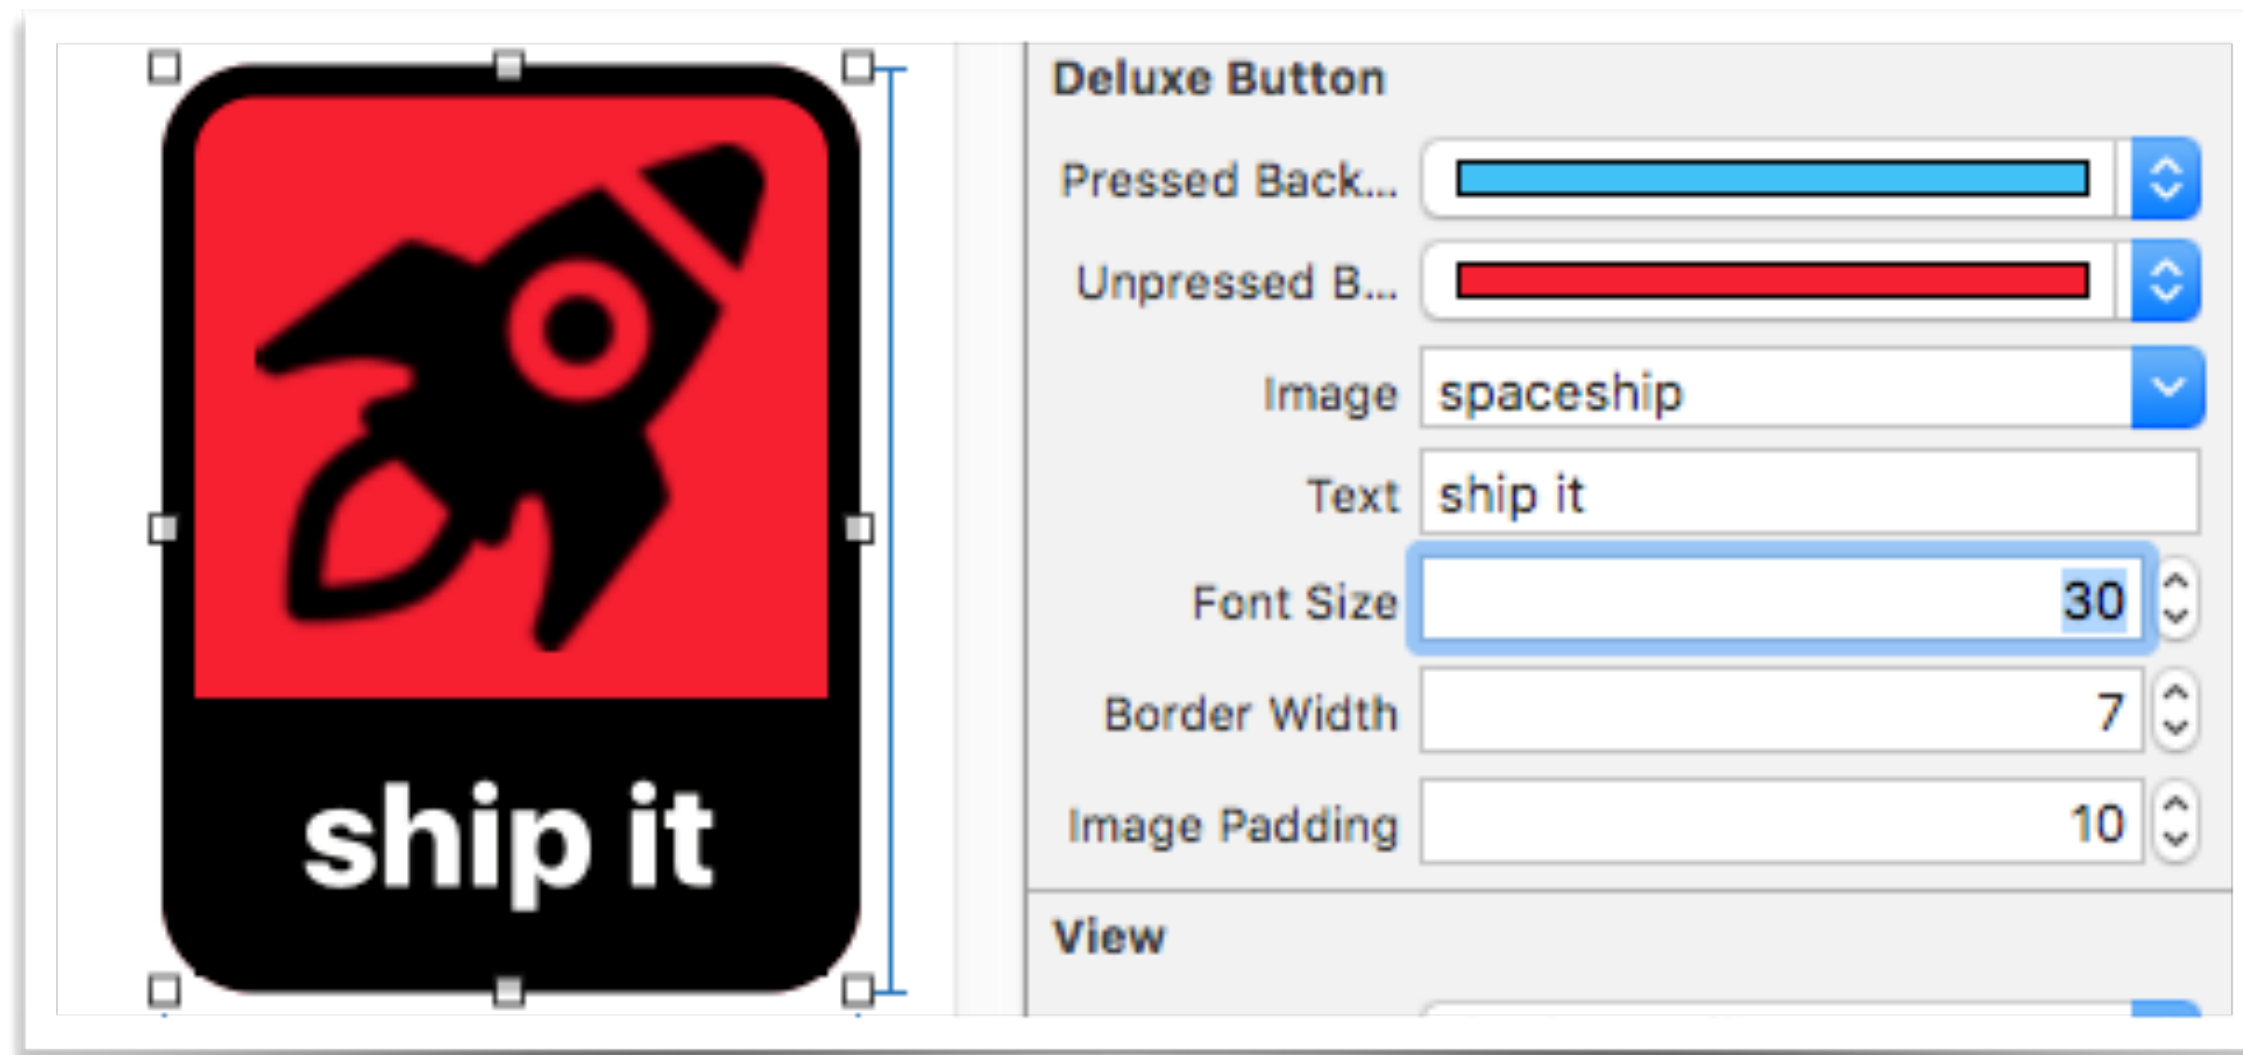 ship it
Deluxe Button
Pressed Back...
Unpressed B...
Image spaceship
Text ship it
Font Size 30
Border Width 7
Image Padding 10
View